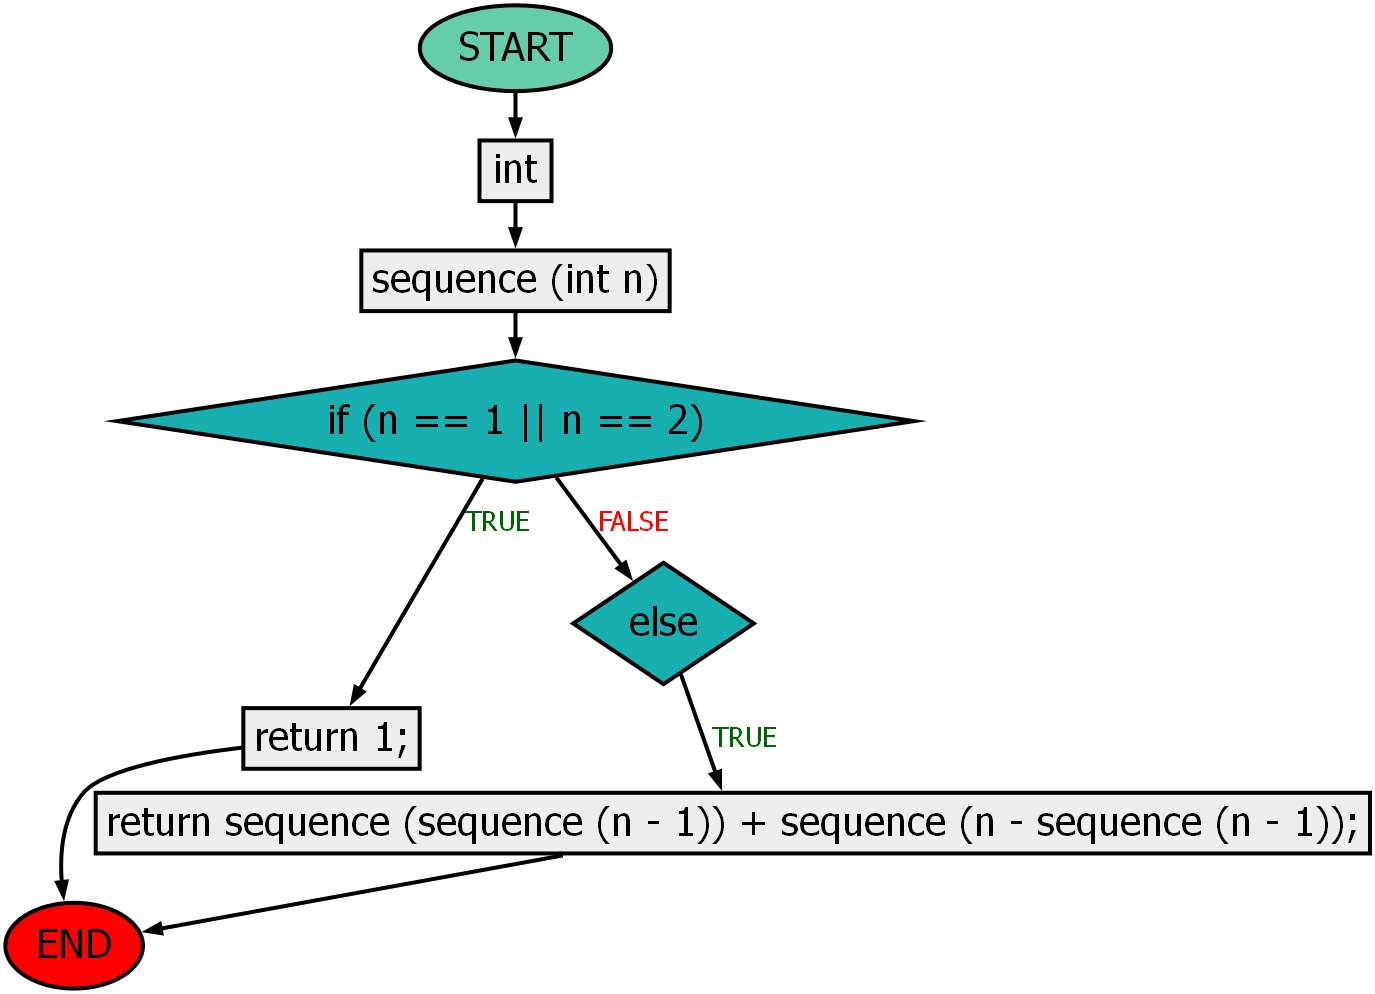 START
int
sequence (int n)
if (n == 1 || n == 2)
TRUE
FALSE
else
return 1;
TRUE
return sequence (sequence (n - 1)) + sequence (n - sequence (n - 1));
END